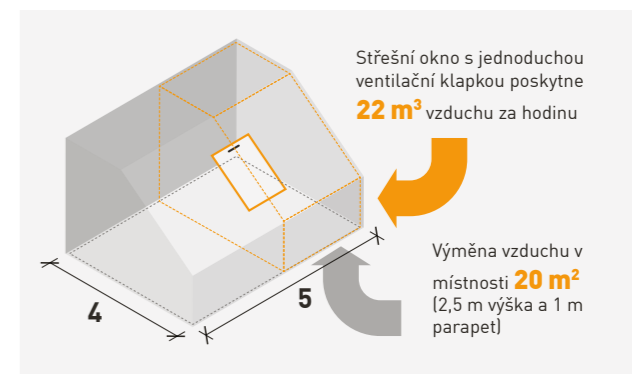 Střešní okno s jednoduchou
ventilační klapkou poskytne
22 m³ vzduchu za hodinu
Výměna vzduchu v
místnosti 20 m²
(2,5 m výška a 1 m
parapet)
4
5